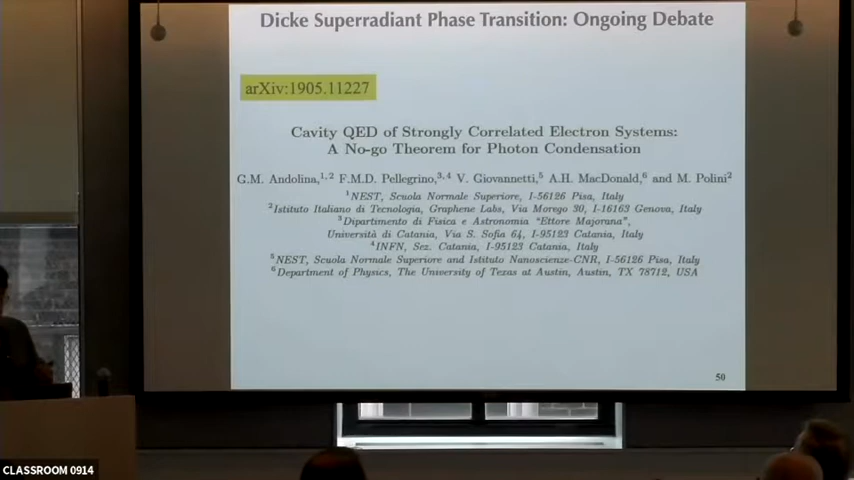 Dicke Superradiant Phase Transition: Ongoing Debate
arXiv:1905.11227
Cavity QED of Strongly Correlated Electron Systems:
A No-go Theorem for Photon Condensation
G.M. Andolina,1,2 F.M.D. Pellegrino,3,4 V. Giovannetti,5 A.H. MacDonald,6 and M. Polini2
1NEST, Scuola Normale Superiore, I-56126 Pisa, Italy
2Istituto Italiano di Tecnologia, Graphene Labs, Via Morego 30, I-16163 Genova, Italy
3Dipartimento di Fisica e Astronomia "Ettore Majorana",
Università di Catania, Via S. Sofia 64, I-95123 Catania, Italy
4INFN, Sez. Catania, I-95123 Catania, Italy
5NEST, Scuola Normale Superiore and Istituto Nanoscienze-CNR, I-56126 Pisa, Italy
6Department of Physics, The University of Texas at Austin, Austin, TX 78712, USA
50
CLASSROOM 0914